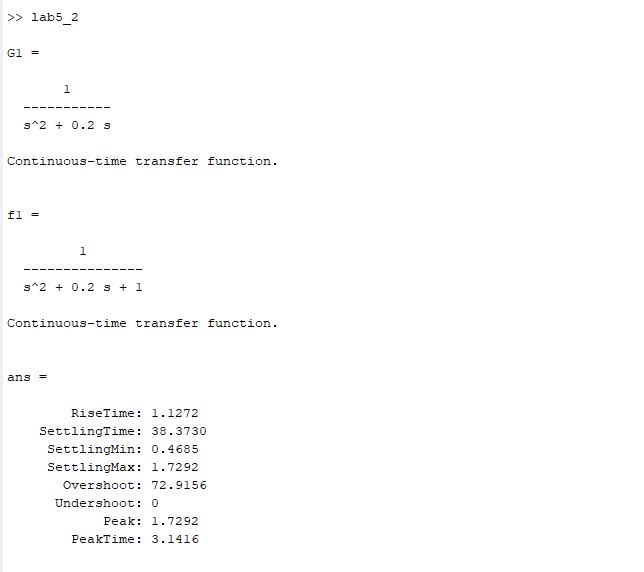 >> lab5_2
G1 =
1
-----------
s^2 + 0.2 s
Continuous-time transfer function.
f1 =
1
---------------
s^2 + 0.2 s + 1
Continuous-time transfer function.
ans =
RiseTime: 1.1272
SettlingTime: 38.3730
SettlingMin: 0.4685
SettlingMax: 1.7292
Overshoot: 72.9156
Undershoot: 0
Peak: 1.7292
PeakTime: 3.1416